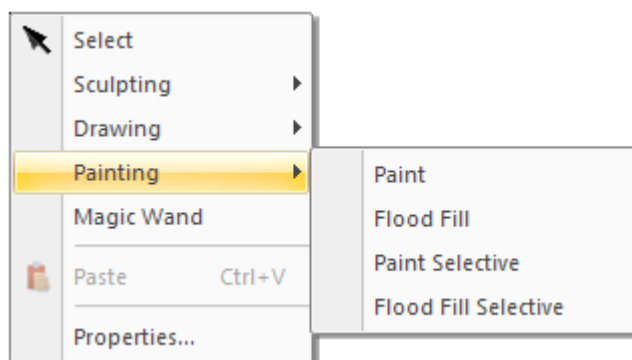 Select
Sculpting
Drawing
Painting
Magic Wand
Paste Ctrl+V
Properties...
Paint
Flood Fill
Paint Selective
Flood Fill Selective